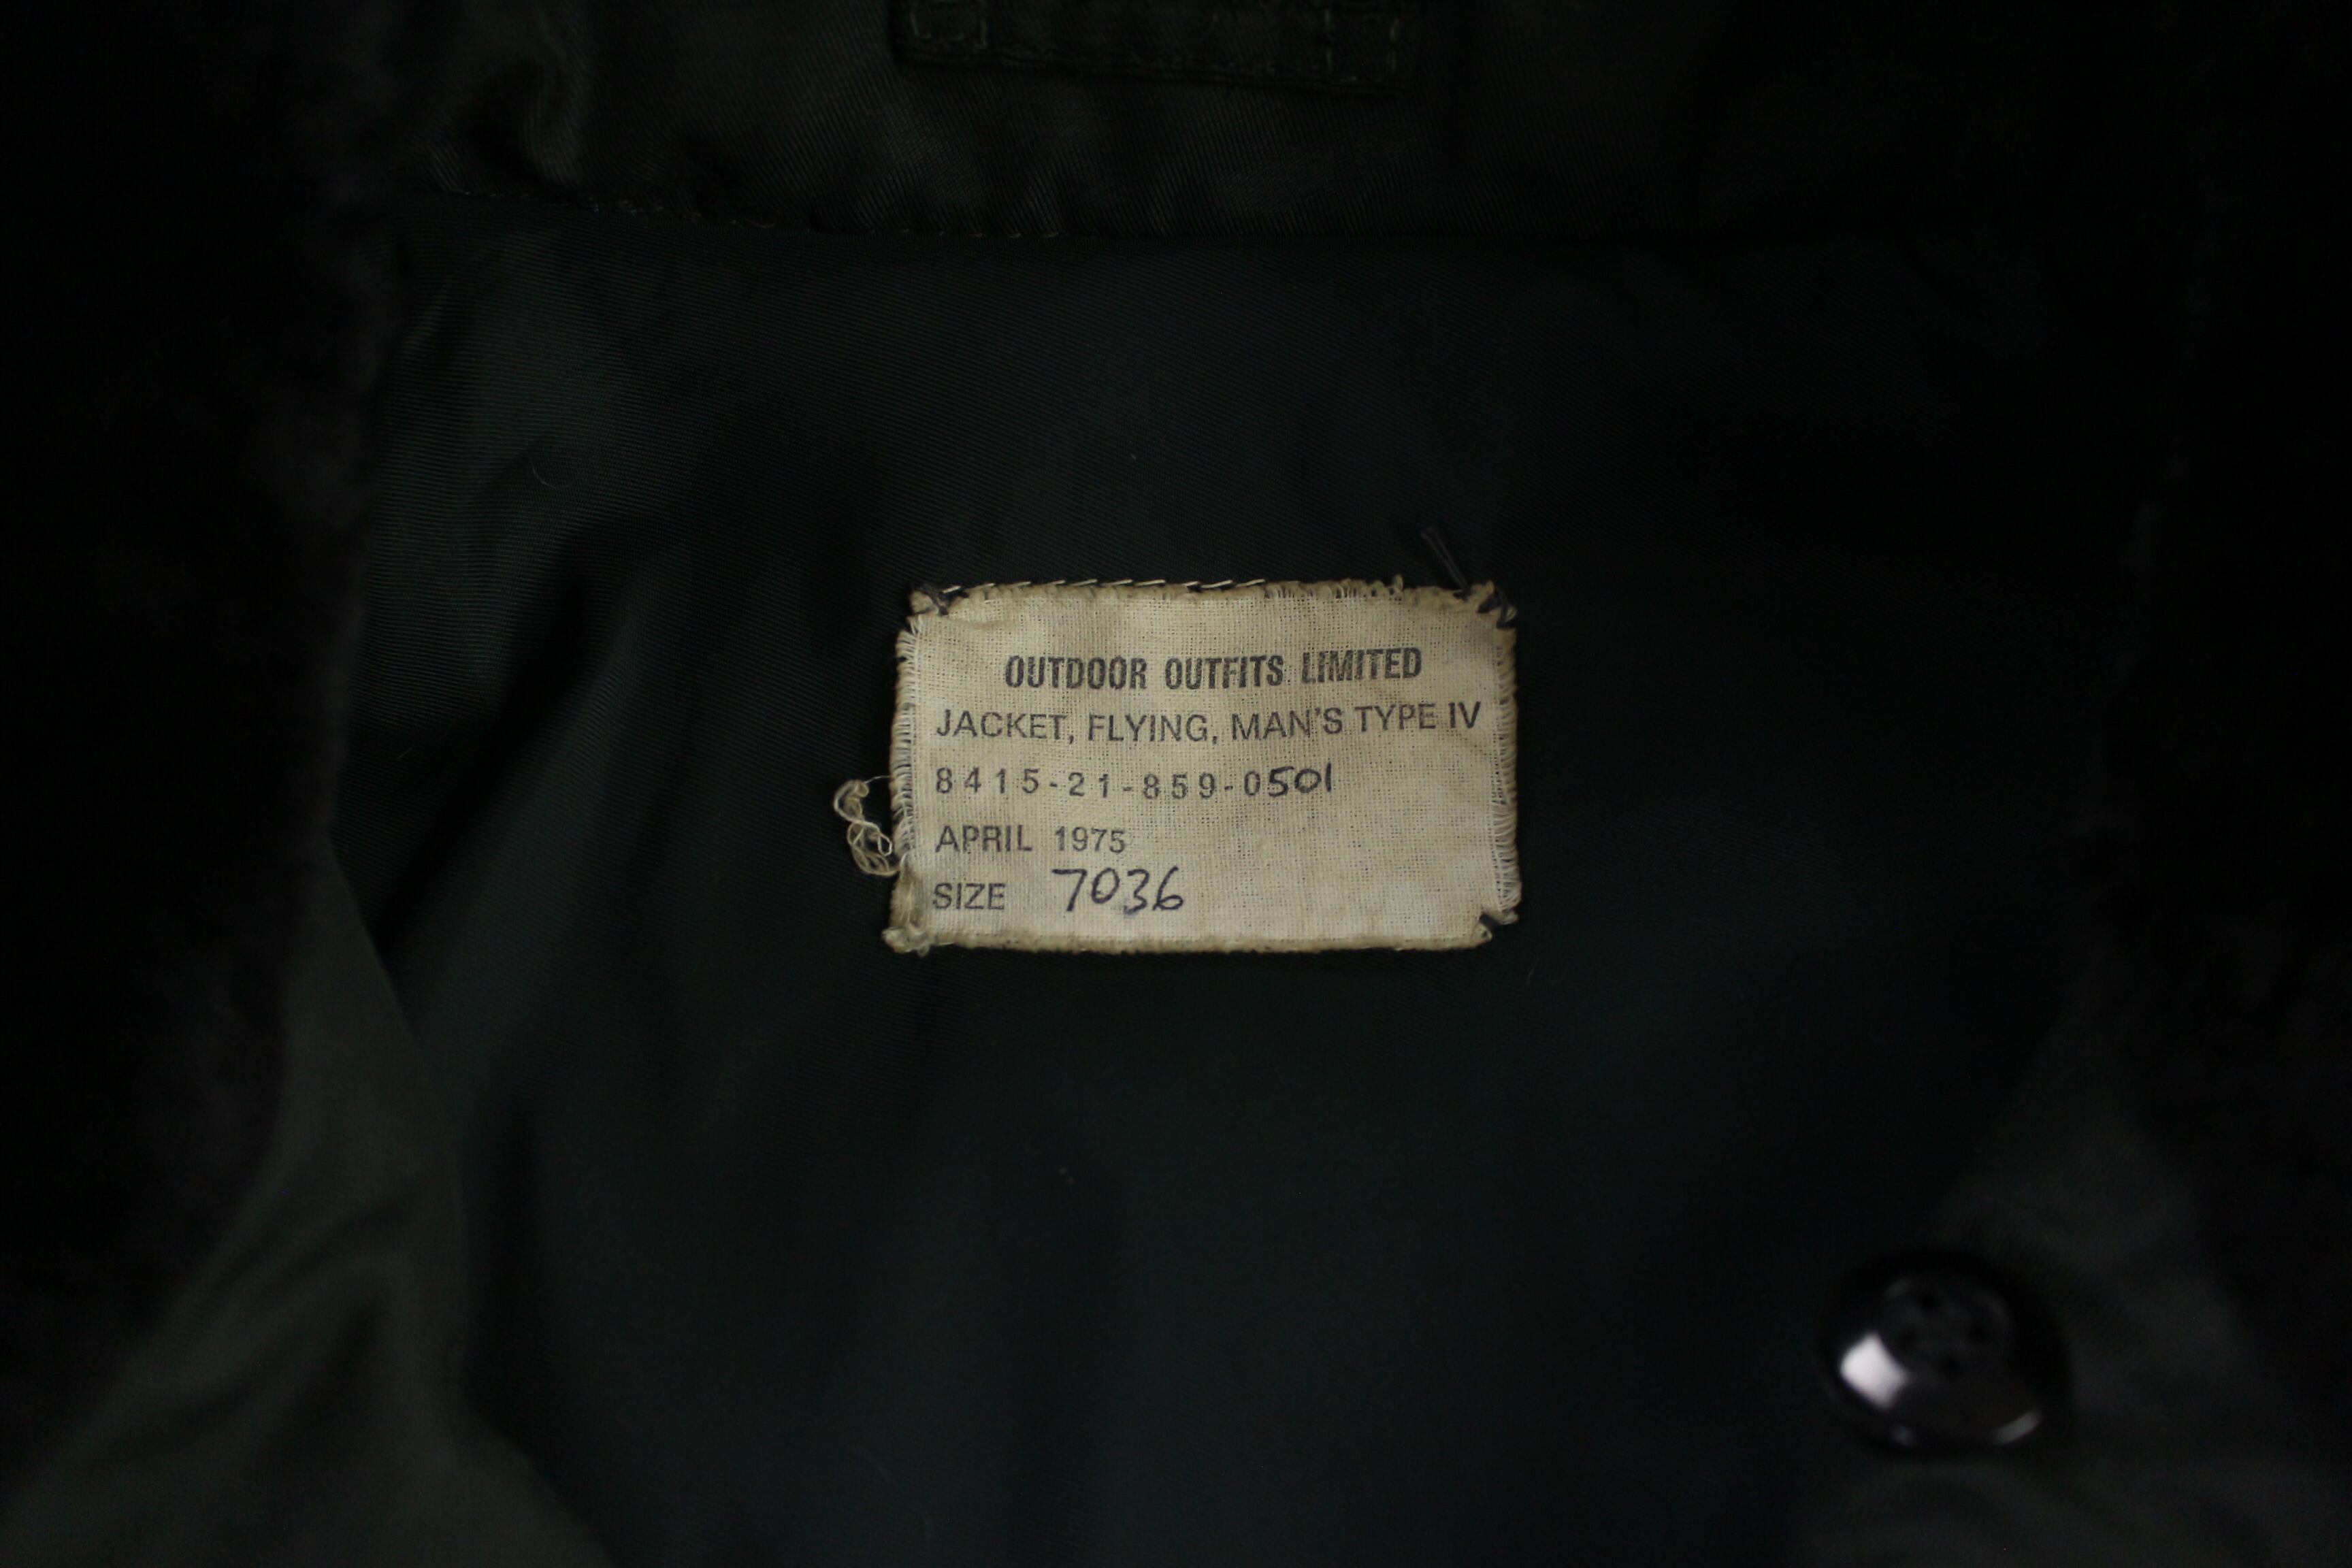 OUTDOOR OUTFITS LIMITED
JACKET, FLYING, MAN'S TYPE IV
8415-21-859-0501
APRIL 1975
SIZE 7036